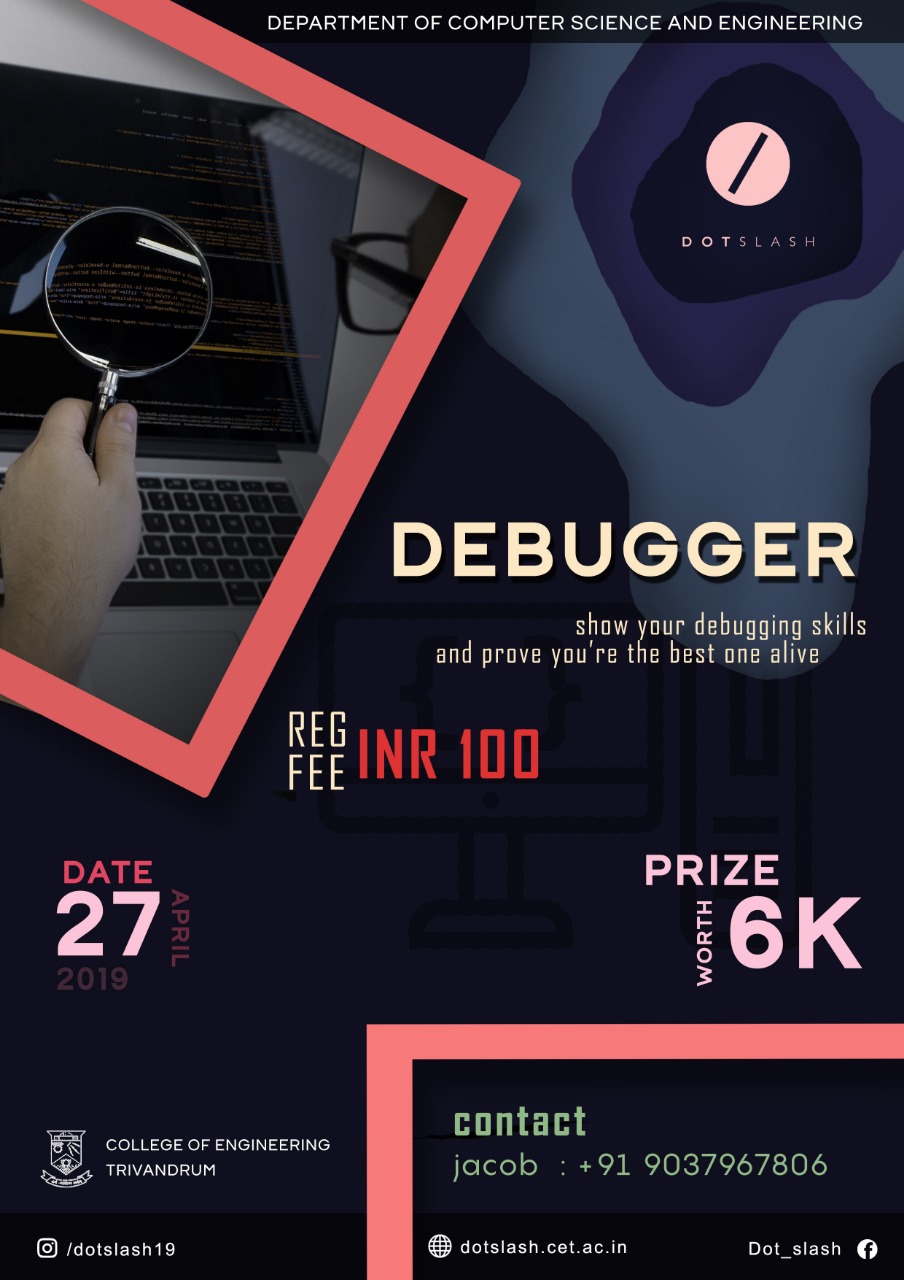 DEPARTMENT OF COMPUTER SCIENCE AND ENGINEERING
DOTSLASH
DEBUGGER
show your debugging skills
and prove you're the best one alive
REG
FEE
INR 100
DATE
27
APRIL
2019
PRIZE
WORTH
6K
contact
jacob : +91 9037967806
COLLEGE OF ENGINEERING
TRIVANDRUM
/dotslash19
dotslash.cet.ac.in
Dot_slash